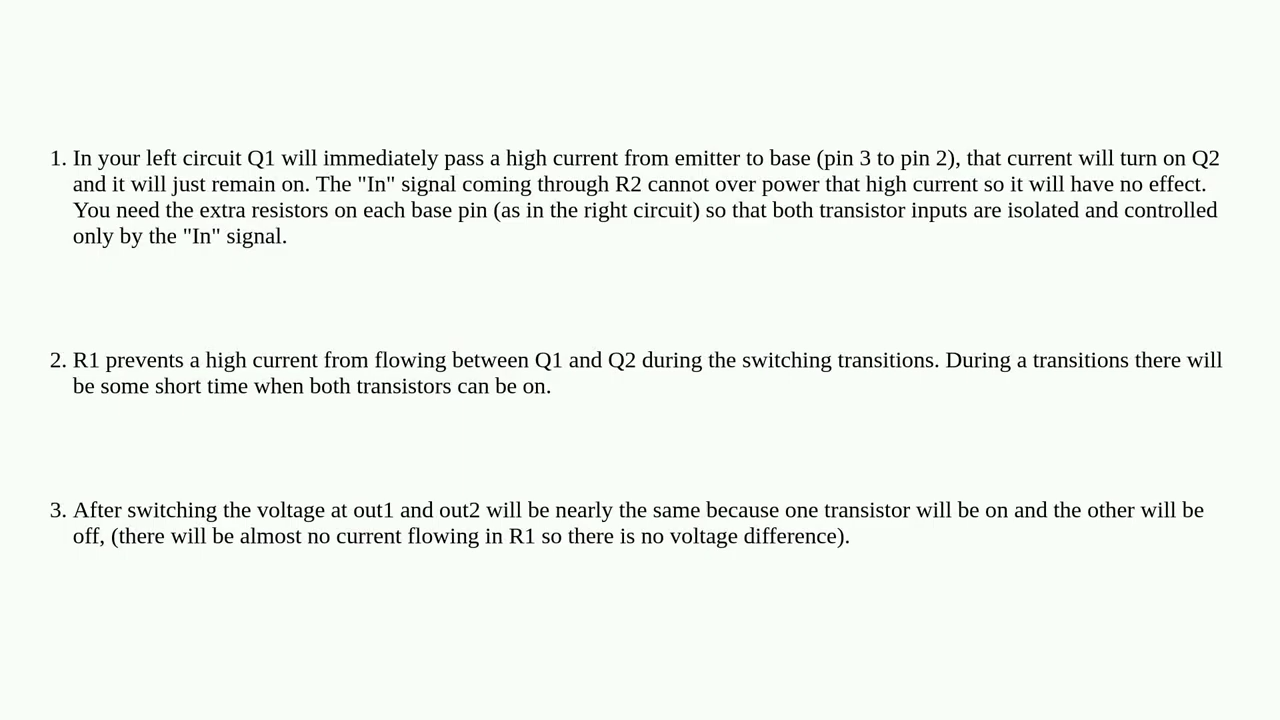 1. In your left circuit Q1 will immediately pass a high current from emitter to base (pin 3 to pin 2), that current will turn on Q2
and it will just remain on. The "In" signal coming through R2 cannot over power that high current so it will have no effect.
You need the extra resistors on each base pin (as in the right circuit) so that both transistor inputs are isolated and controlled
only by the "In" signal.
2. R1 prevents a high current from flowing between Q1 and Q2 during the switching transitions. During a transitions there will
be some short time when both transistors can be on.
3. After switching the voltage at out1 and out2 will be nearly the same because one transistor will be on and the other will be
off, (there will be almost no current flowing in R1 so there is no voltage difference).